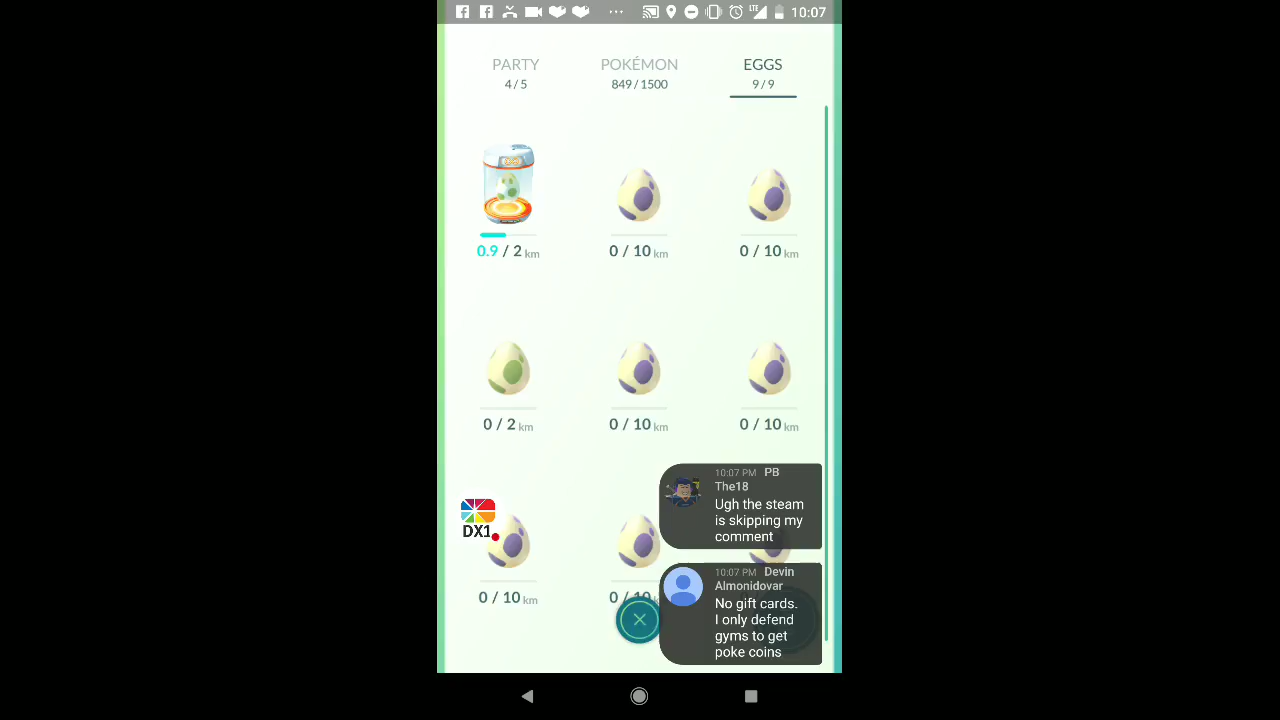 10:07
PARTY POKÉMON EGGS
4 / 5 849 / 1500 9 / 9
0.9 / 2 km 0 / 10 km 0 / 10 km
0 / 2 km 0 / 10 km 0 / 10 km
DX1
0 / 10 km 0 / 10
10:07 PM PB
The18
Ugh the steam
is skipping my
comment
10:07 PM Devin
Almonidovar
No gift cards.
I only defend
gyms to get
poke coins